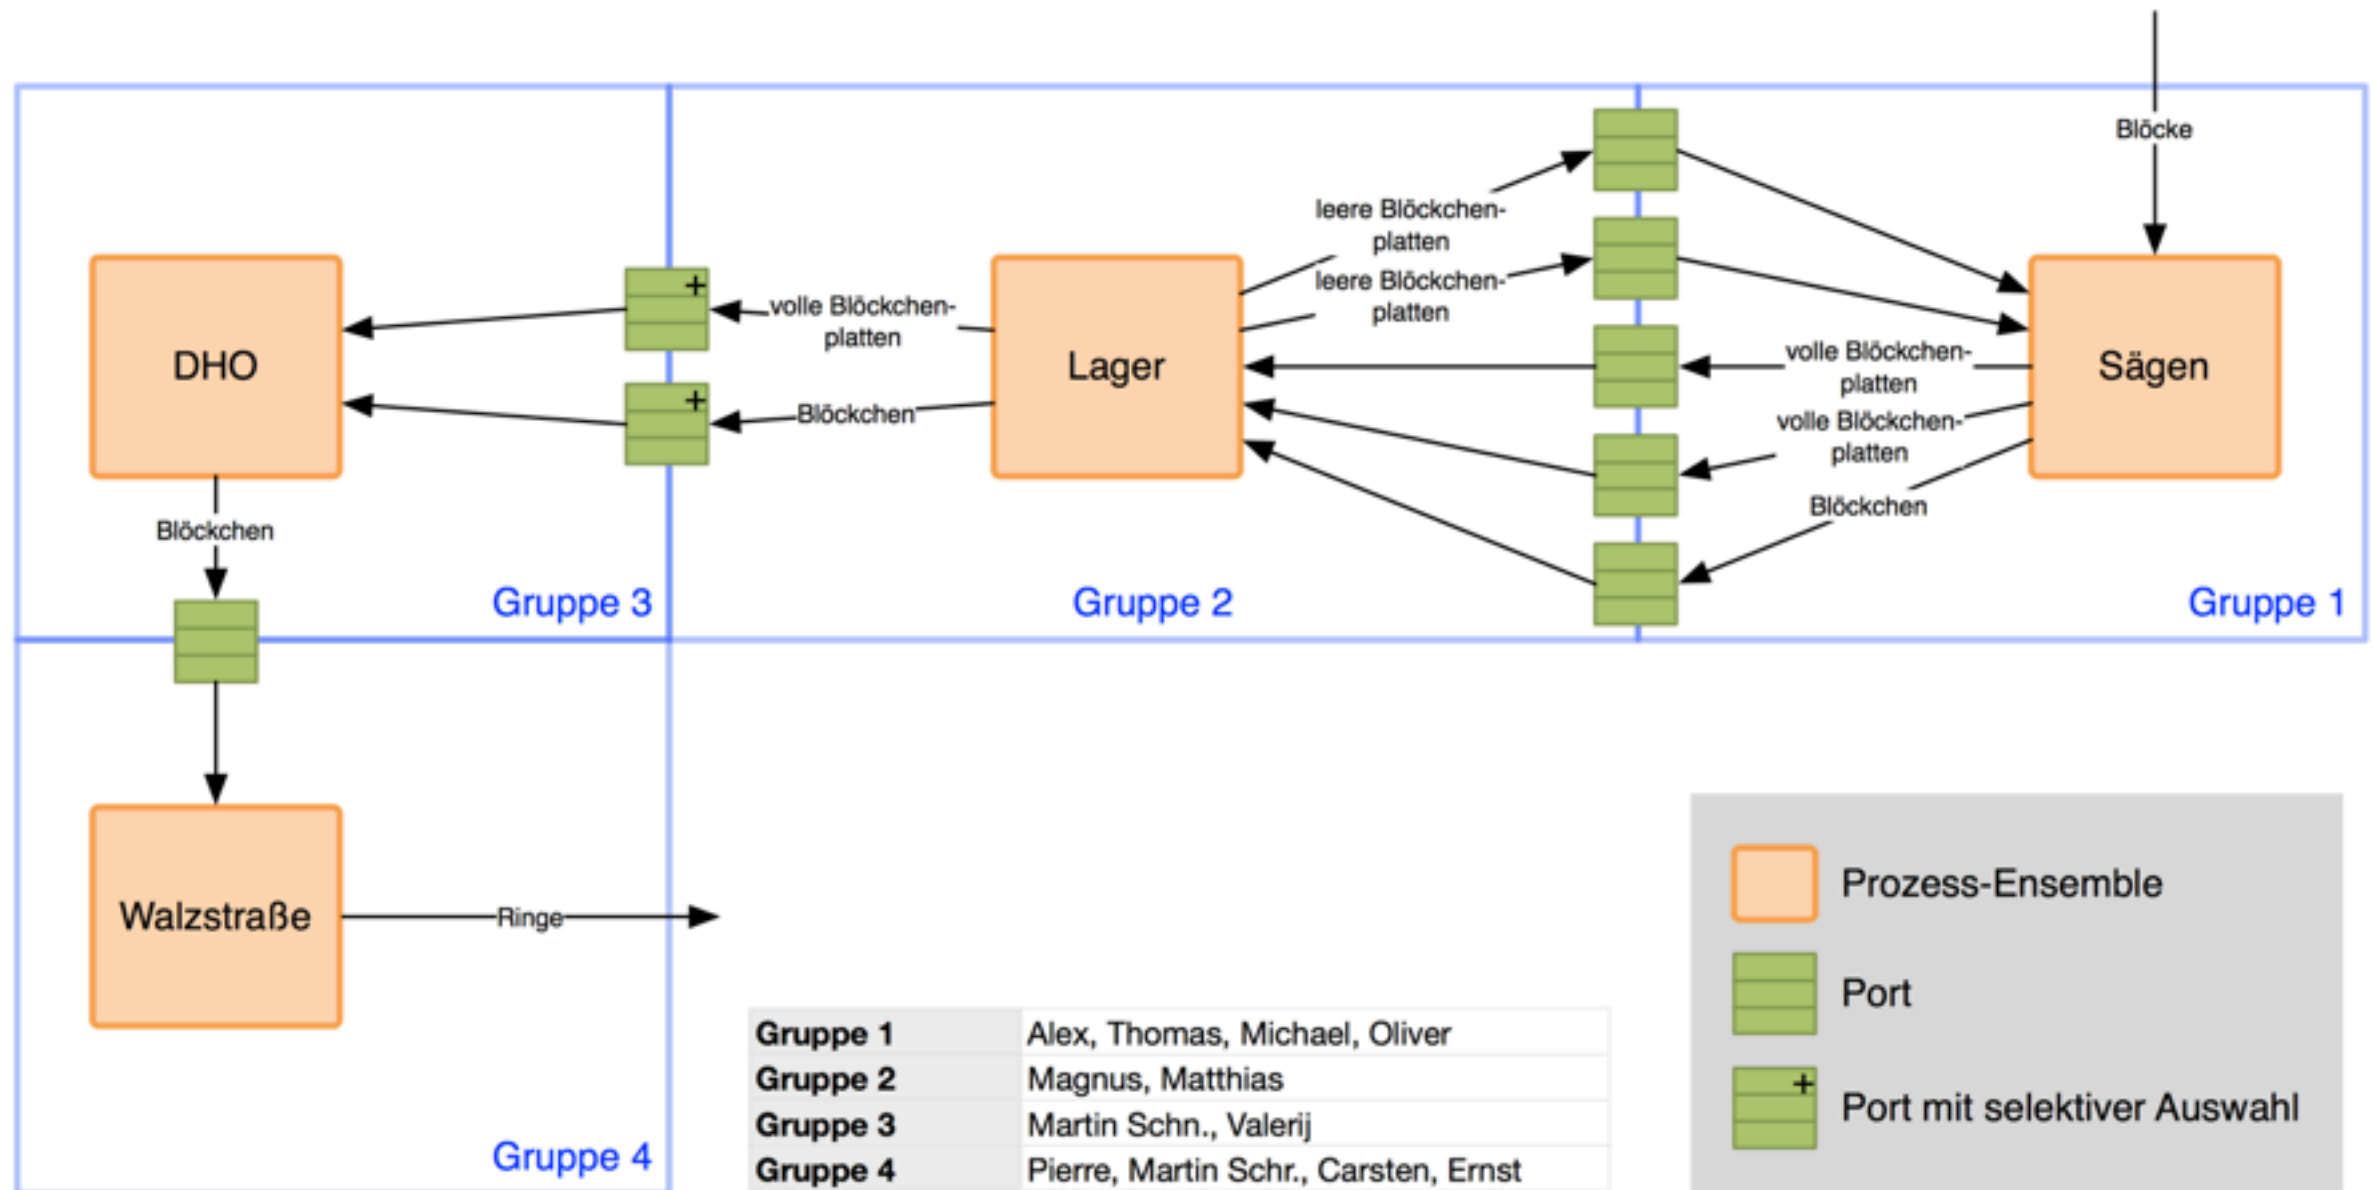 Blöcke
leere Blöckchen-
platten
leere Blöckchen-
platten
volle Blöckchen-
platten
Blöckchen
DHO
Lager
volle Blöckchen-
platten
volle Blöckchen-
platten
Blöckchen
Sägen
Blöckchen
Gruppe 3
Gruppe 2
Gruppe 1
Walzstraße
Ringe
Gruppe 4
Gruppe 1 Alex, Thomas, Michael, Oliver
Gruppe 2 Magnus, Matthias
Gruppe 3 Martin Schn., Valerij
Gruppe 4 Pierre, Martin Schr., Carsten, Ernst
Prozess-Ensemble
Port
+ Port mit selektiver Auswahl